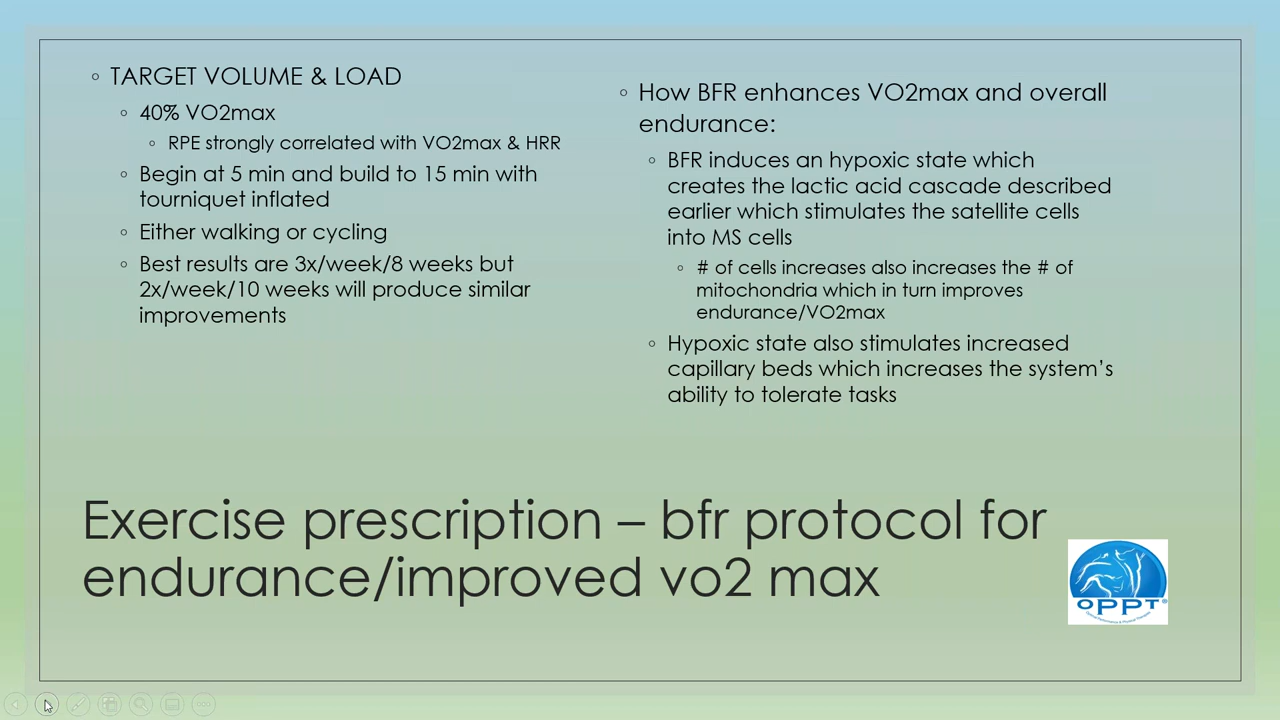 TARGET VOLUME & LOAD
40% VO2max
RPE strongly correlated with VO2max & HRR
Begin at 5 min and build to 15 min with
tourniquet inflated
Either walking or cycling
Best results are 3x/week/8 weeks but
2x/week/10 weeks will produce similar
improvements
How BFR enhances VO2max and overall
endurance:
BFR induces an hypoxic state which
creates the lactic acid cascade described
earlier which stimulates the satellite cells
into MS cells
# of cells increases also increases the # of
mitochondria which in turn improves
endurance/VO2max
Hypoxic state also stimulates increased
capillary beds which increases the system's
ability to tolerate tasks
Exercise prescription – bfr protocol for
endurance/improved vo2 max
OPPT®